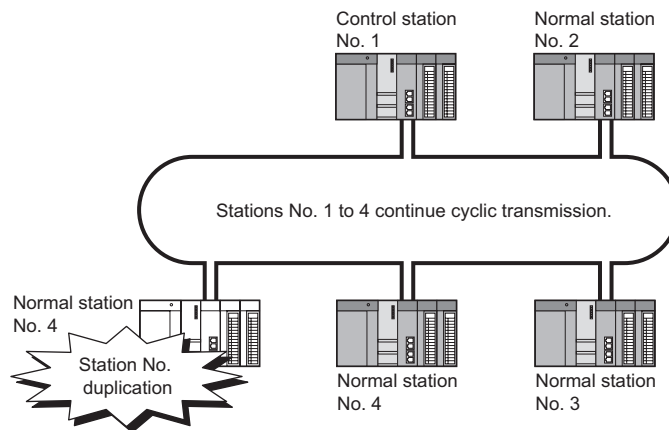 Control station
No. 1
Normal station
No. 2
Stations No. 1 to 4 continue cyclic transmission.
Normal station
No. 4
Station No.
duplication
Normal station
No. 4
Normal station
No. 3